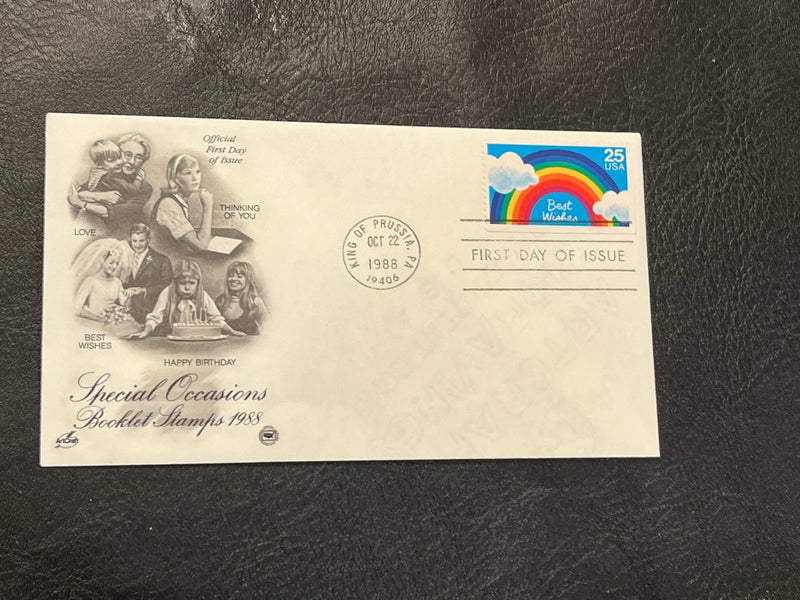 Official
First Day
of Issue
THINKING
OF YOU
LOVE
BEST
WISHES
HAPPY BIRTHDAY
Special Occasions
Booklet Stamps 1988
ArtCraft
KING OF PRUSSIA, PA
OCT 22
1988
19406
25
USA
Best
Wishes
FIRST DAY OF ISSUE